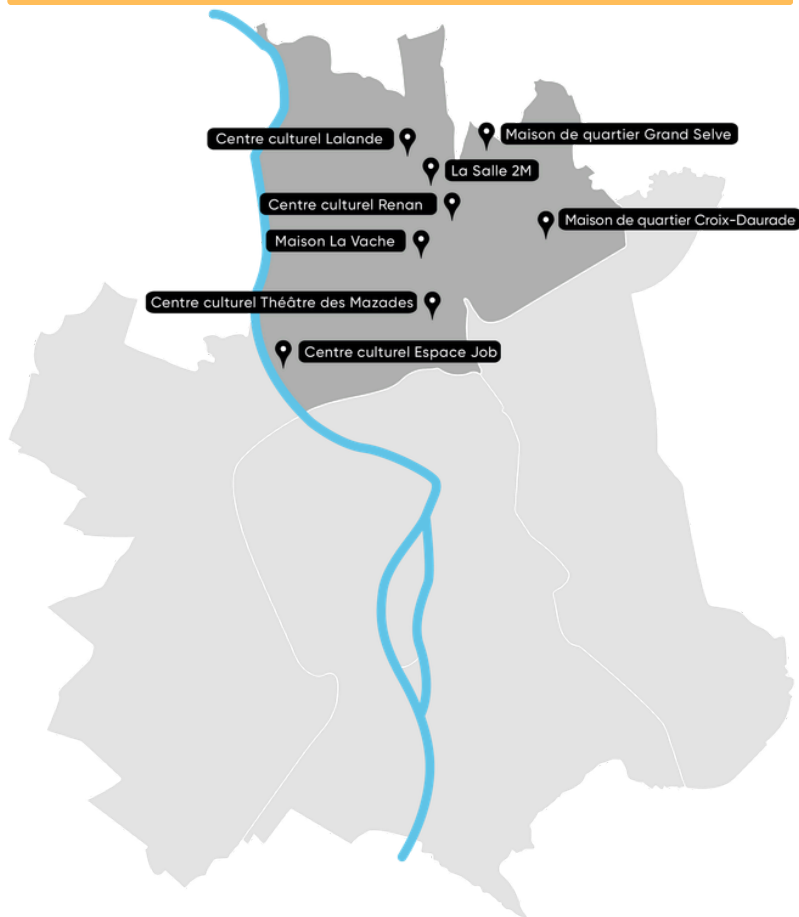 Centre culturel Lalande
Maison de quartier Grand Selve
La Salle 2M
Centre culturel Renan
Maison de quartier Croix-Daurade
Maison La Vache
Centre culturel Théâtre des Mazades
Centre culturel Espace Job